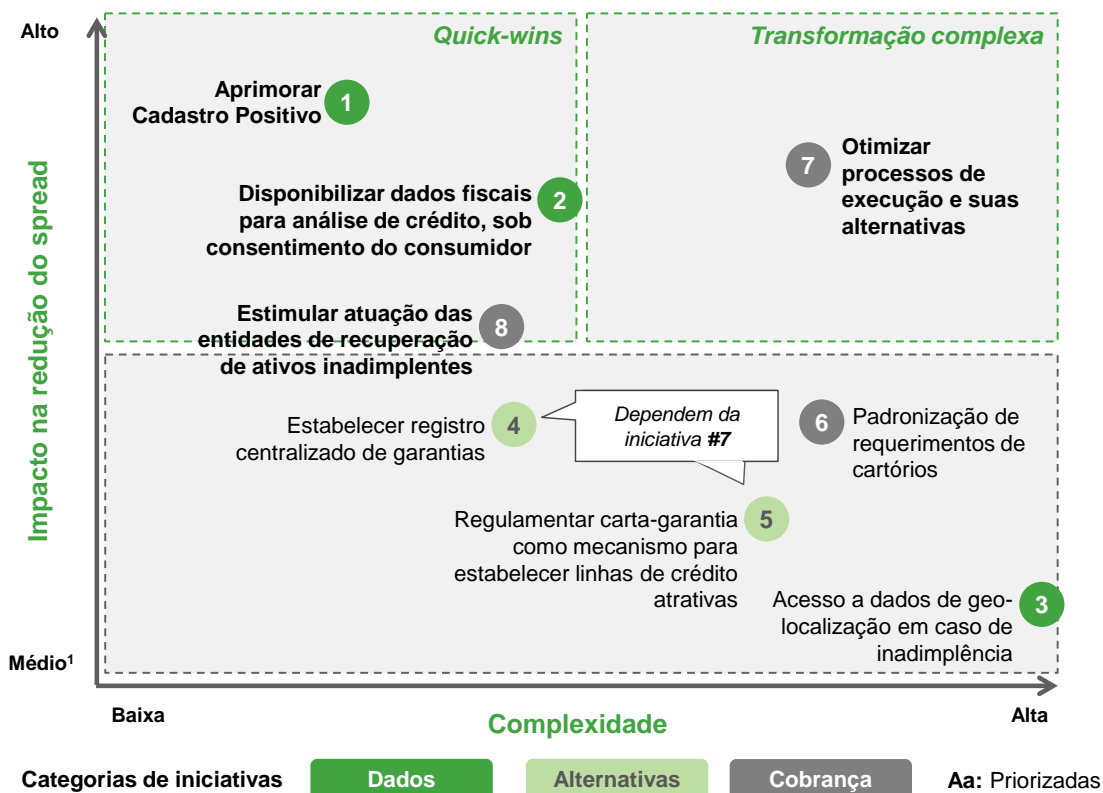 Alto
Quick-wins
Transformação complexa
Aprimorar
Cadastro Positivo
1
7
Otimizar
processos de
execução e suas
alternativas
Disponibilizar dados fiscais
para análise de crédito, sob
consentimento do consumidor
2
Estimular atuação das
entidades de recuperação
de ativos inadimplentes
8
Estabelecer registro
centralizado de garantias
4
Dependem da
iniciativa #7
6
Padronização de
requerimentos de
cartórios
Regulamentar carta-garantia
como mecanismo para
estabelecer linhas de crédito
atrativas
5
Acesso a dados de geo-
localização em caso de
inadimplência
3
Impacto na redução do spread
Médio¹
Baixa
Complexidade
Alta
Categorias de iniciativas
Dados
Alternativas
Cobrança
Aa: Priorizadas